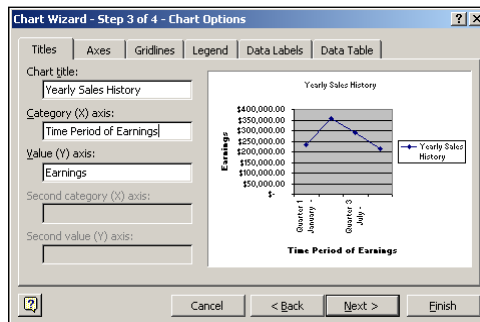 Chart Wizard - Step 3 of 4 - Chart Options
Titles Axes Gridlines Legend Data Labels Data Table
Chart title:
Yearly Sales History
Category (X) axis:
Time Period of Earnings
Value (Y) axis:
Earnings
Second category (X) axis:
Second value (Y) axis:
Yearly Sales History
$400,000.00
$350,000.00
$300,000.00
$250,000.00
$200,000.00
$150,000.00
$100,000.00
$50,000.00
$-
Earnings
Quarter 1
January -
Quarter 3
July -
Time Period of Earnings
Yearly Sales
History
Cancel < Back Next > Finish